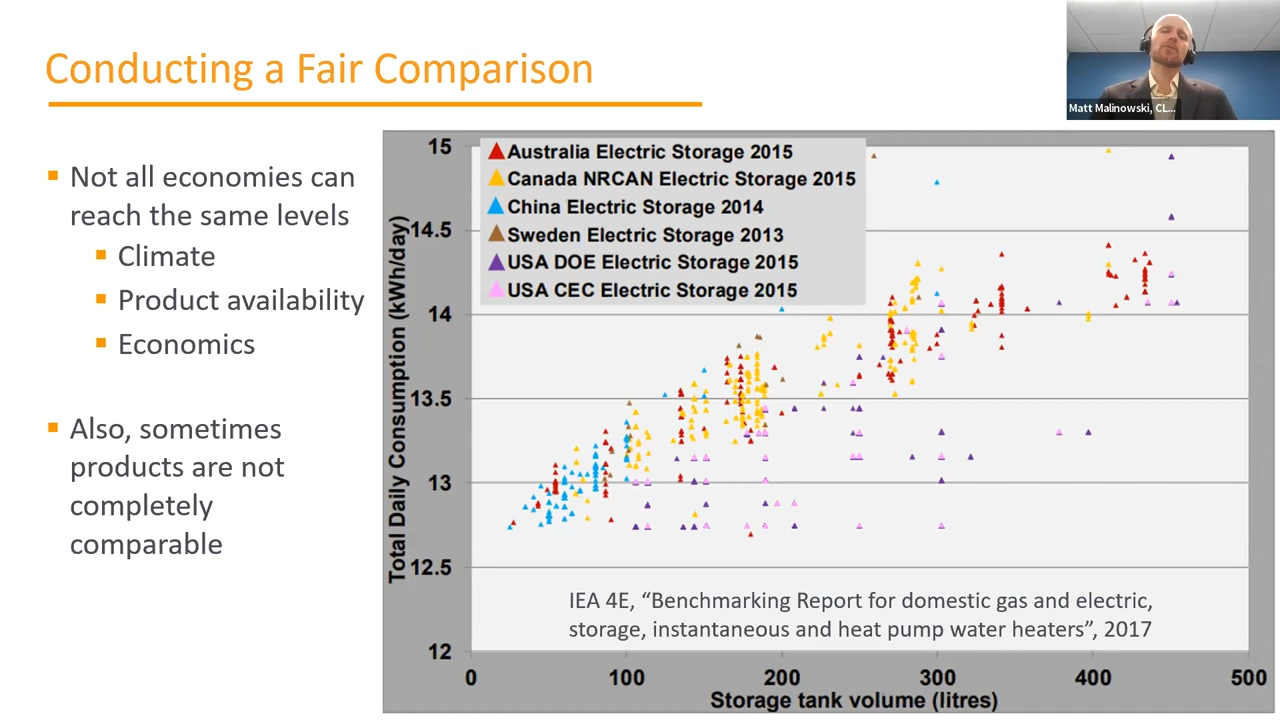 Conducting a Fair Comparison
Matt Malinowski, CL...
Not all economies can
reach the same levels
Climate
Product availability
Economics
Also, sometimes
products are not
completely
comparable
Total Daily Consumption (kWh/day)
15
14.5
14
13.5
13
12.5
12
Australia Electric Storage 2015
Canada NRCAN Electric Storage 2015
China Electric Storage 2014
Sweden Electric Storage 2013
USA DOE Electric Storage 2015
USA CEC Electric Storage 2015
IEA 4E, “Benchmarking Report for domestic gas and electric,
storage, instantaneous and heat pump water heaters”, 2017
0 100 200 300 400 500
Storage tank volume (litres)